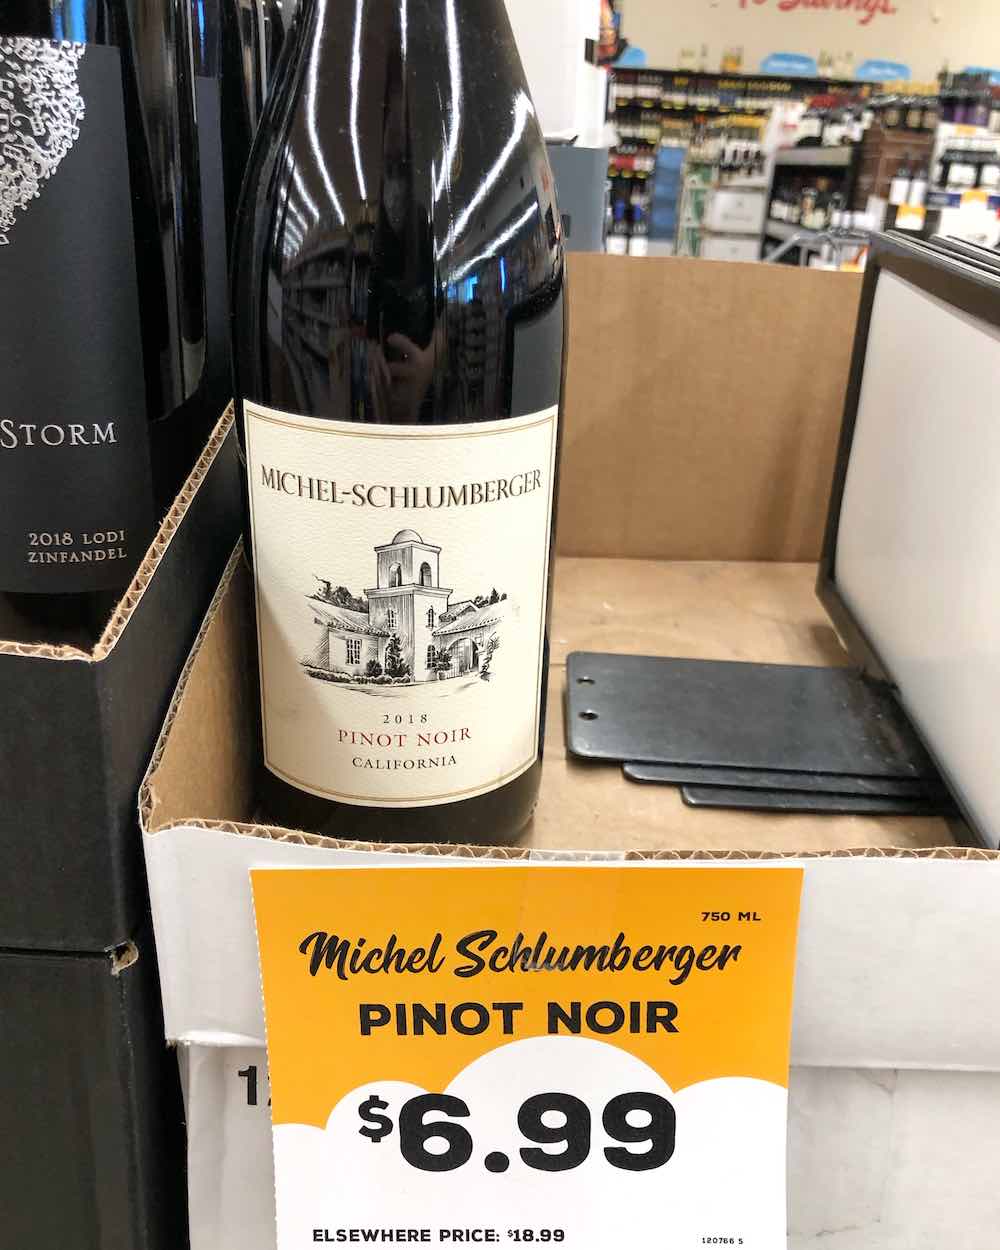 Savings.
STORM
2018 LODI
ZINFANDEL
MICHEL-SCHLUMBERGER
2018
PINOT NOIR
CALIFORNIA
750 ML
Michel Schlumberger
PINOT NOIR
$6.99
ELSEWHERE PRICE: $18.99
120766 S